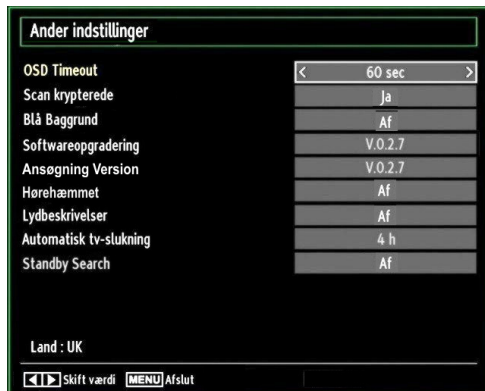 Ander indstillinger
OSD Timeout < 60 sec >
Scan krypterede Ja
Blå Baggrund Af
Softwareopgradering V.0.2.7
Ansøgning Version V.0.2.7
Hørehæmmet Af
Lydbeskrivelser Af
Automatisk tv-slukning 4 h
Standby Search Af
Land : UK
Skift værdi MENU Afslut